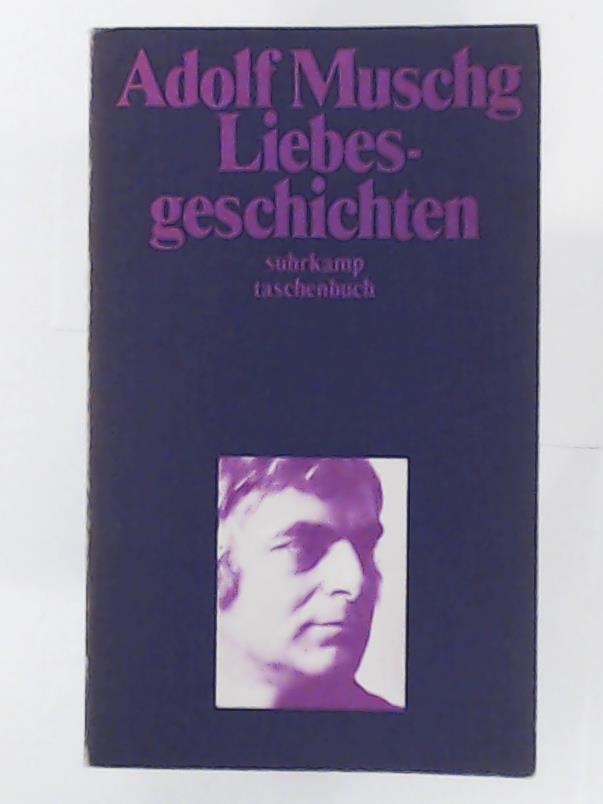 Adolf Muschg
Liebes-
geschichten
suhrkamp
taschenbuch